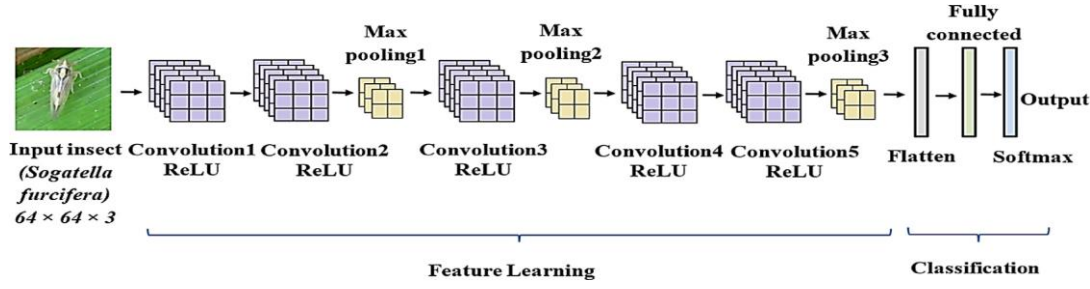 Input insect
(Sogatella
furcifera)
64 × 64 × 3
Convolution1
ReLU
Convolution2
ReLU
Max
pooling1
Convolution3
ReLU
Max
pooling2
Convolution4
ReLU
Convolution5
ReLU
Max
pooling3
Flatten
Fully
connected
Softmax
Output
Feature Learning
Classification